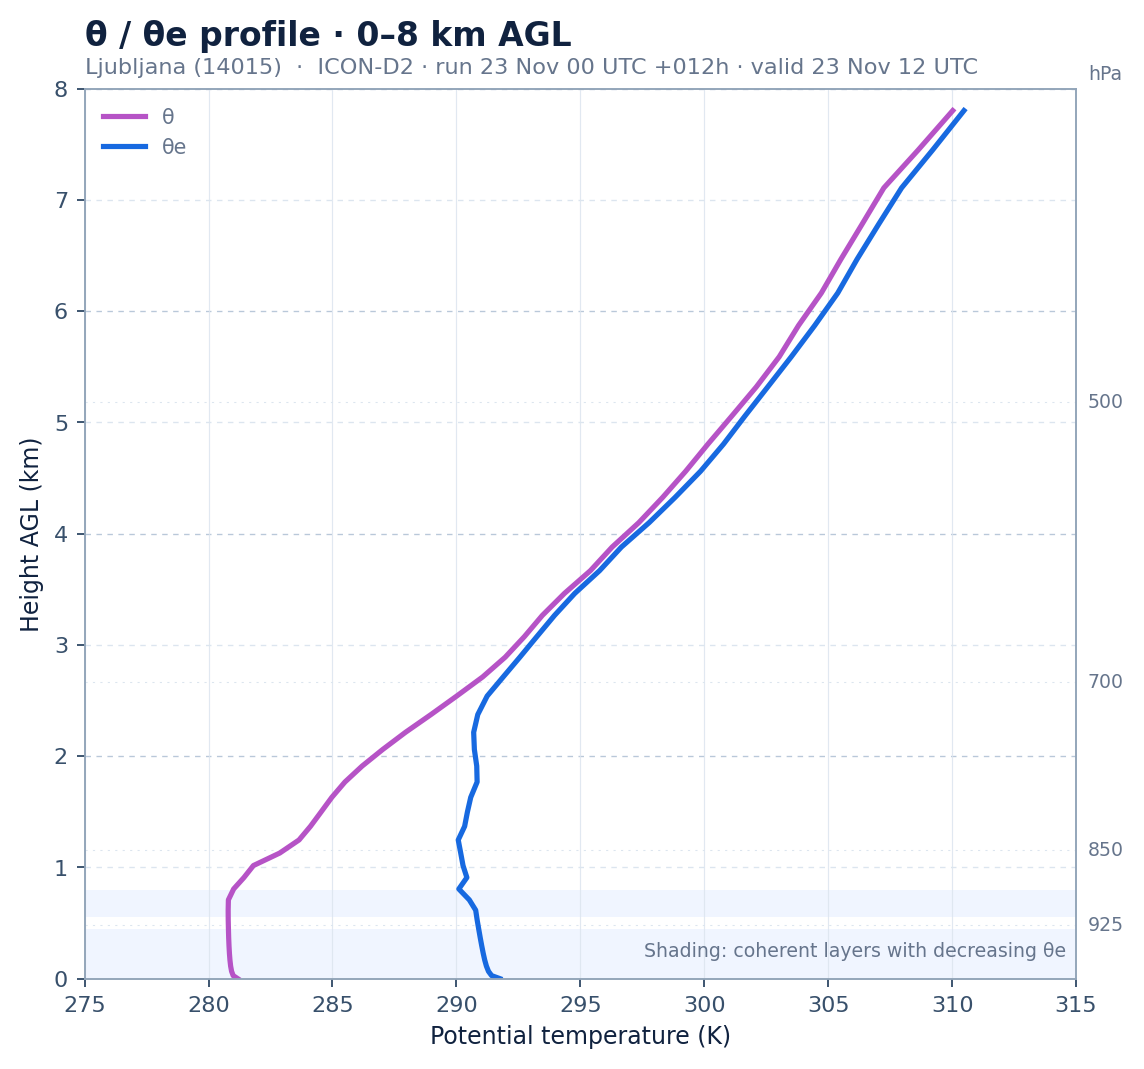 θ / θe profile · 0–8 km AGL
Ljubljana (14015)  ·  ICON-D2 · run 23 Nov 00 UTC +012h · valid 23 Nov 12 UTC
hPa
θ
θe
8
7
6
5
4
3
2
1
0
Height AGL (km)
500
700
850
925
Shading: coherent layers with decreasing θe
275
280
285
290
295
300
305
310
315
Potential temperature (K)